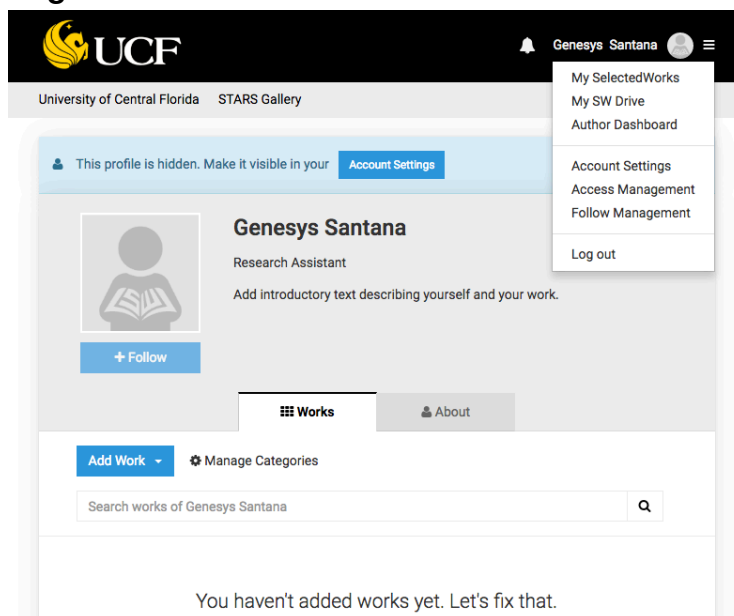 UCF
Genesys Santana
My SelectedWorks
My SW Drive
Author Dashboard
Account Settings
Access Management
Follow Management
Log out
University of Central Florida STARS Gallery
This profile is hidden. Make it visible in your Account Settings
Genesys Santana
Research Assistant
Add introductory text describing yourself and your work.
+ Follow
Works About
Add Work Manage Categories
Search works of Genesys Santana
You haven't added works yet. Let's fix that.